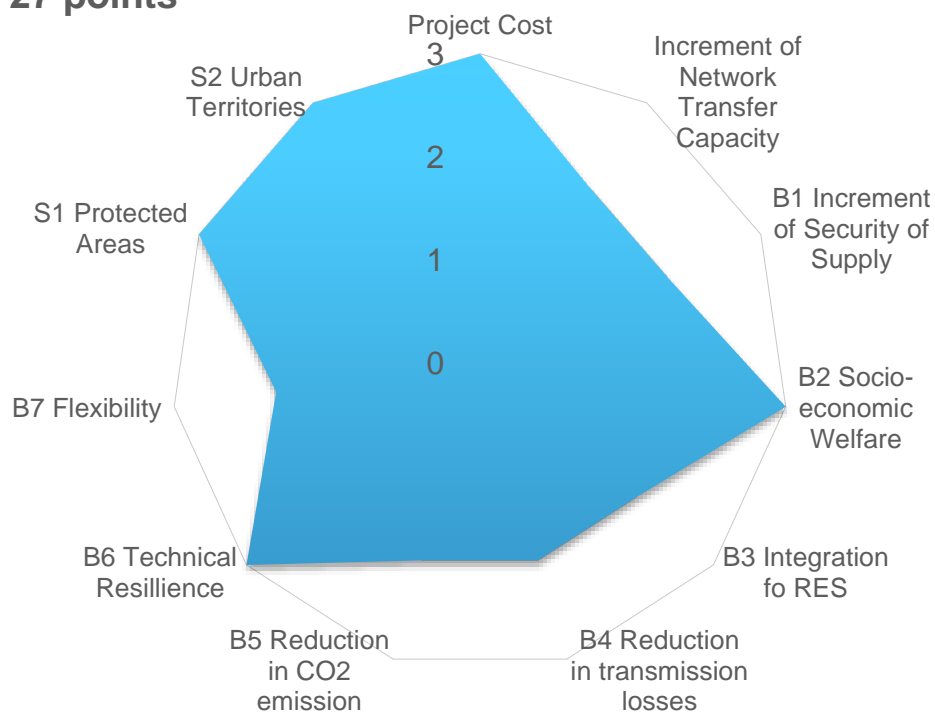 27 points
Project Cost
Increment of
Network
Transfer
Capacity
B1 Increment
of Security of
Supply
B2 Socio-
economic
Welfare
B3 Integration
fo RES
B4 Reduction
in transmission
losses
B5 Reduction
in CO2
emission
B6 Technical
Resillience
B7 Flexibility
S1 Protected
Areas
S2 Urban
Territories
3
2
1
0